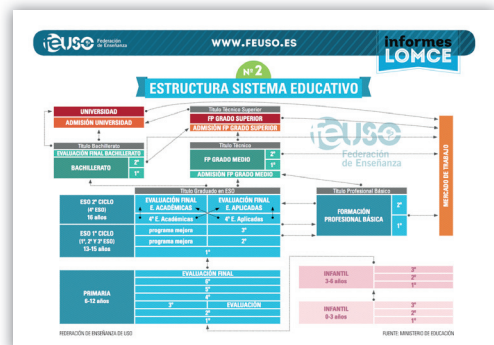 FEUSO Federación de Enseñanza
WWW.FEUSO.ES
informes LOMCE
Nº 2
ESTRUCTURA SISTEMA EDUCATIVO
UNIVERSIDAD
ADMISIÓN UNIVERSIDAD
Título Técnico Superior
FP GRADO SUPERIOR
ADMISIÓN FP GRADO SUPERIOR
Título Bachillerato
EVALUACIÓN FINAL BACHILLERATO
BACHILLERATO
2º
1º
Título Técnico
FP GRADO MEDIO
2º
1º
ADMISIÓN FP GRADO MEDIO
FEUSO
Federación
de Enseñanza
MERCADO DE TRABAJO
Título Graduado en ESO
ESO 2º CICLO
(4º ESO)
16 años
EVALUACIÓN FINAL
E. ACADÉMICAS
EVALUACIÓN FINAL
E. APLICADAS
4º E. Académicas
4º E. Aplicadas
ESO 1º CICLO
(1º, 2º Y 3º ESO)
13-15 años
programa mejora
3º
programa mejora
2º
1º
Título Profesional Básico
FORMACIÓN
PROFESIONAL BÁSICA
2º
1º
PRIMARIA
6-12 años
EVALUACIÓN FINAL
6º
5º
4º
3º
EVALUACIÓN
2º
1º
INFANTIL
3-6 años
3º
2º
1º
INFANTIL
0-3 años
3º
2º
1º
FEDERACIÓN DE ENSEÑANZA DE USO
FUENTE: MINISTERIO DE EDUCACIÓN